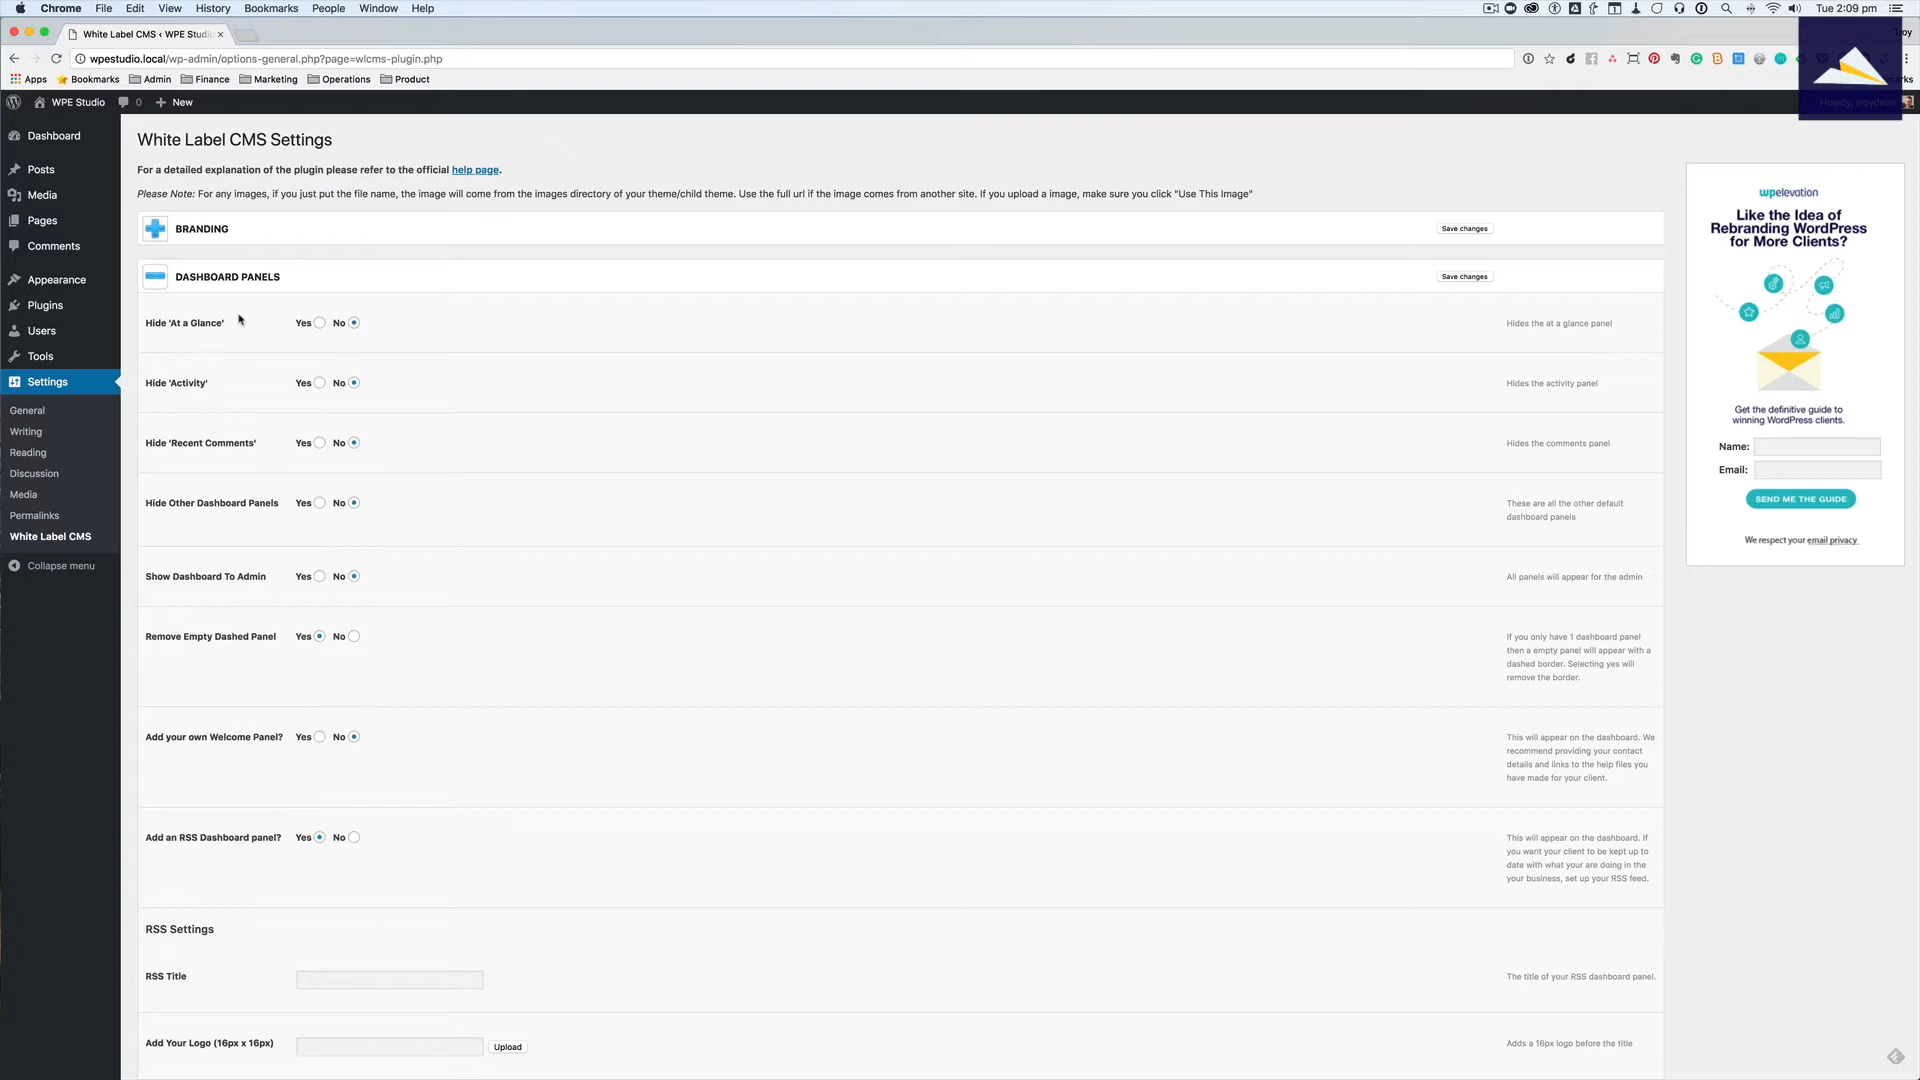 Chrome File Edit View History Bookmarks People Window Help Tue 2:09 pm
White Label CMS ‹ WPE Studi ×
wpestudio.local/wp-admin/options-general.php?page=wlcms-plugin.php
Apps Bookmarks Admin Finance Marketing Operations Product
WPE Studio 0 + New Howdy, troydean
Dashboard
Posts
Media
Pages
Comments
Appearance
Plugins
Users
Tools
Settings
General
Writing
Reading
Discussion
Media
Permalinks
White Label CMS
Collapse menu
White Label CMS Settings
For a detailed explanation of the plugin please refer to the official help page.
Please Note: For any images, if you just put the file name, the image will come from the images directory of your theme/child theme. Use the full url if the image comes from another site. If you upload a image, make sure you click "Use This Image"
BRANDING Save changes
DASHBOARD PANELS Save changes
Hide 'At a Glance' Yes No Hides the at a glance panel
Hide 'Activity' Yes No Hides the activity panel
Hide 'Recent Comments' Yes No Hides the comments panel
Hide Other Dashboard Panels Yes No These are all the other default
dashboard panels
Show Dashboard To Admin Yes No All panels will appear for the admin
Remove Empty Dashed Panel Yes No If you only have 1 dashboard panel
then a empty panel will appear with a
dashed border. Selecting yes will
remove the border.
Add your own Welcome Panel? Yes No This will appear on the dashboard. We
recommend providing your contact
details and links to the help files you
have made for your client.
Add an RSS Dashboard panel? Yes No This will appear on the dashboard. If
you want your client to be kept up to
date with what your are doing in the
your business, set up your RSS feed.
RSS Settings
RSS Title The title of your RSS dashboard panel.
Add Your Logo (16px x 16px) Upload Adds a 16px logo before the title
wpelevation
Like the Idea of
Rebranding WordPress
for More Clients?
Get the definitive guide to
winning WordPress clients.
Name:
Email:
SEND ME THE GUIDE
We respect your email privacy